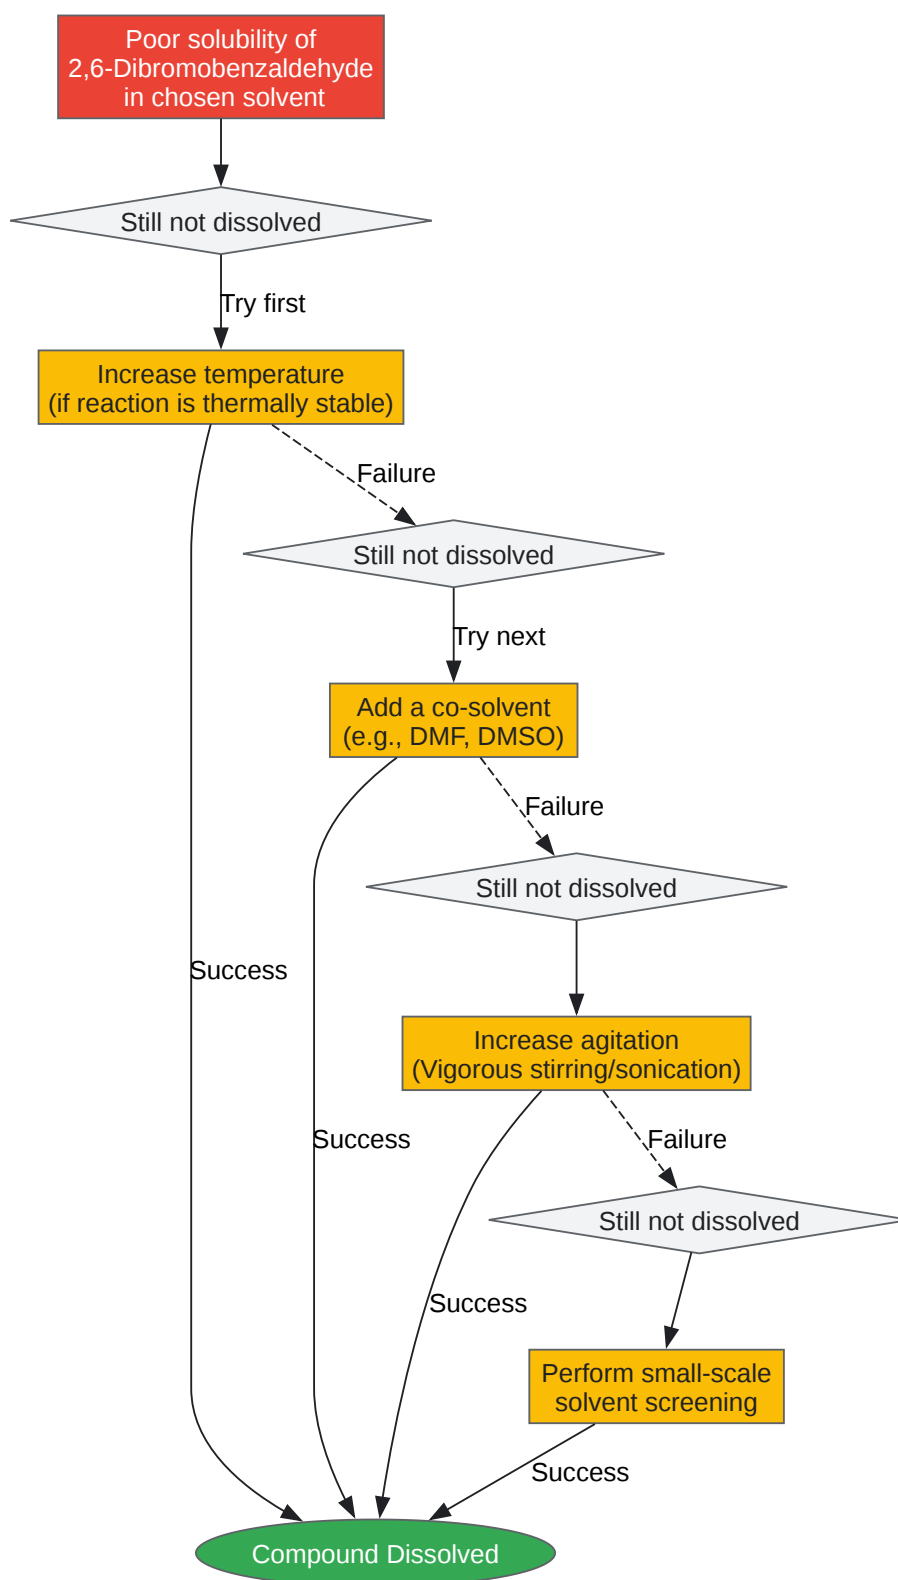 Poor solubility of
2,6-Dibromobenzaldehyde
in chosen solvent
Still not dissolved
Try first
Increase temperature
(if reaction is thermally stable)
Failure
Still not dissolved
Try next
Add a co-solvent
(e.g., DMF, DMSO)
Failure
Still not dissolved
Success
Increase agitation
(Vigorous stirring/sonication)
Success
Failure
Still not dissolved
Success
Perform small-scale
solvent screening
Success
Compound Dissolved